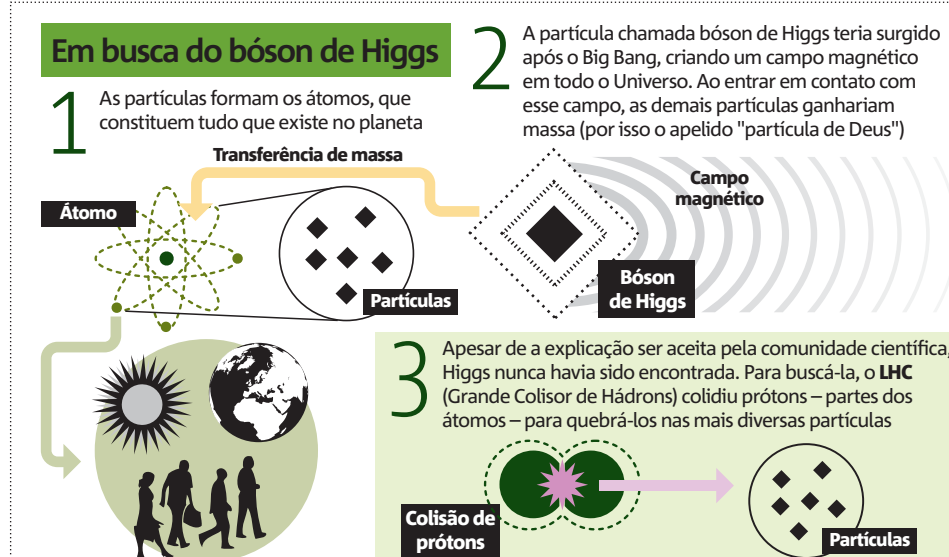 Em busca do bóson de Higgs
1
As partículas formam os átomos, que
constituem tudo que existe no planeta
2
A partícula chamada bóson de Higgs teria surgido
após o Big Bang, criando um campo magnético
em todo o Universo. Ao entrar em contato com
esse campo, as demais partículas ganhariam
massa (por isso o apelido "partícula de Deus")
Transferência de massa
Átomo
Partículas
Campo
magnético
Bóson
de Higgs
3
Apesar de a explicação ser aceita pela comunidade científica,
Higgs nunca havia sido encontrada. Para buscá-la, o LHC
(Grande Colisor de Hádrons) colidiu prótons – partes dos
átomos – para quebrá-los nas mais diversas partículas
Colisão de
prótons
Partículas